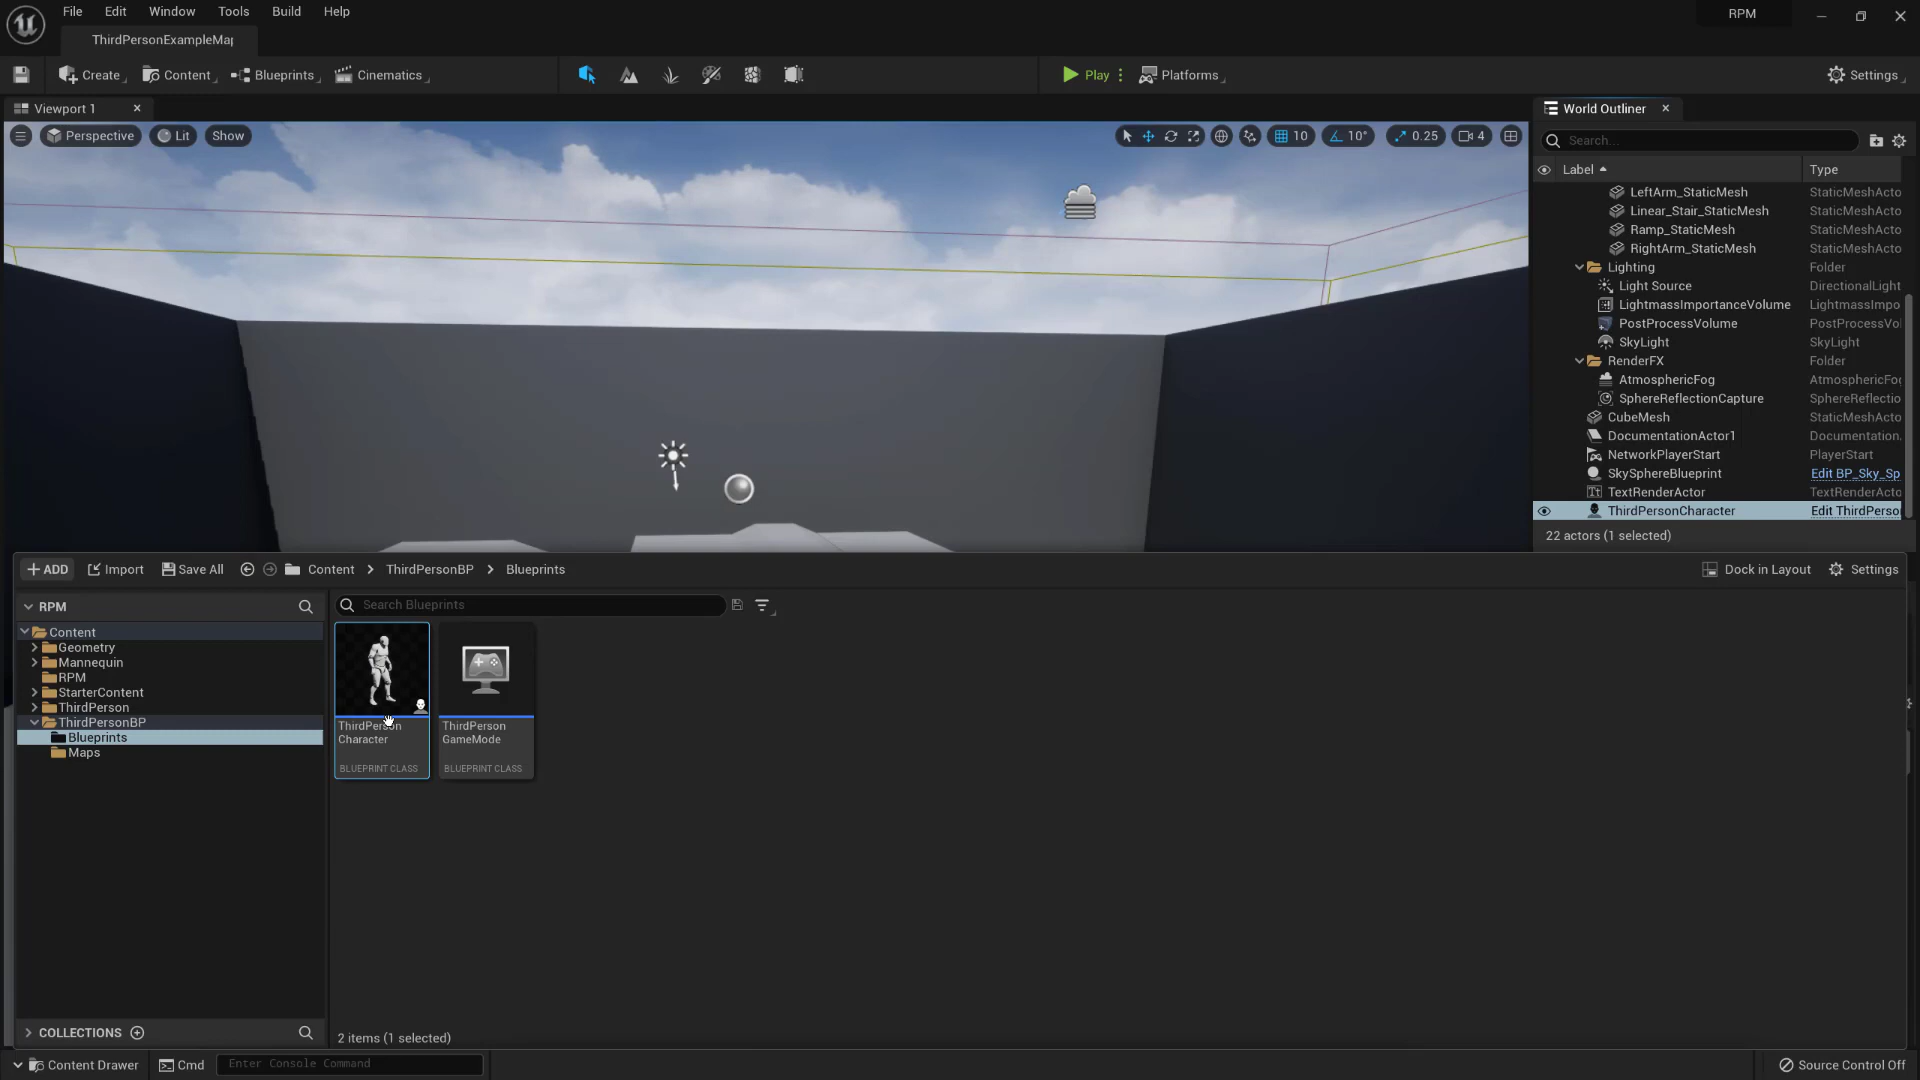 File Edit Window Tools Build Help
RPM
ThirdPersonExampleMap
Create Content Blueprints Cinematics
Play Platforms
Settings
Viewport 1
World Outliner
Perspective Lit Show
10 10° 0.25 4
Search...
Label Type
LeftArm_StaticMesh StaticMeshActo
Linear_Stair_StaticMesh StaticMeshActo
Ramp_StaticMesh StaticMeshActo
RightArm_StaticMesh StaticMeshActo
Lighting Folder
Light Source DirectionalLight
LightmassImportanceVolume LightmassImpo
PostProcessVolume PostProcessVol
SkyLight SkyLight
RenderFX Folder
AtmosphericFog AtmosphericFog
SphereReflectionCapture SphereReflectio
CubeMesh StaticMeshActo
DocumentationActor1 Documentation.
NetworkPlayerStart PlayerStart
SkySphereBlueprint Edit BP_Sky_Sp
TextRenderActor TextRenderActo
ThirdPersonCharacter Edit ThirdPerso
22 actors (1 selected)
ADD Import Save All Content ThirdPersonBP Blueprints
Dock in Layout Settings
RPM
Search Blueprints
Content
Geometry
Mannequin
RPM
StarterContent
ThirdPerson
ThirdPersonBP
Blueprints
Maps
ThirdPerson
Character
BLUEPRINT CLASS
ThirdPerson
GameMode
BLUEPRINT CLASS
COLLECTIONS
2 items (1 selected)
Content Drawer Cmd Enter Console Command
Source Control Off